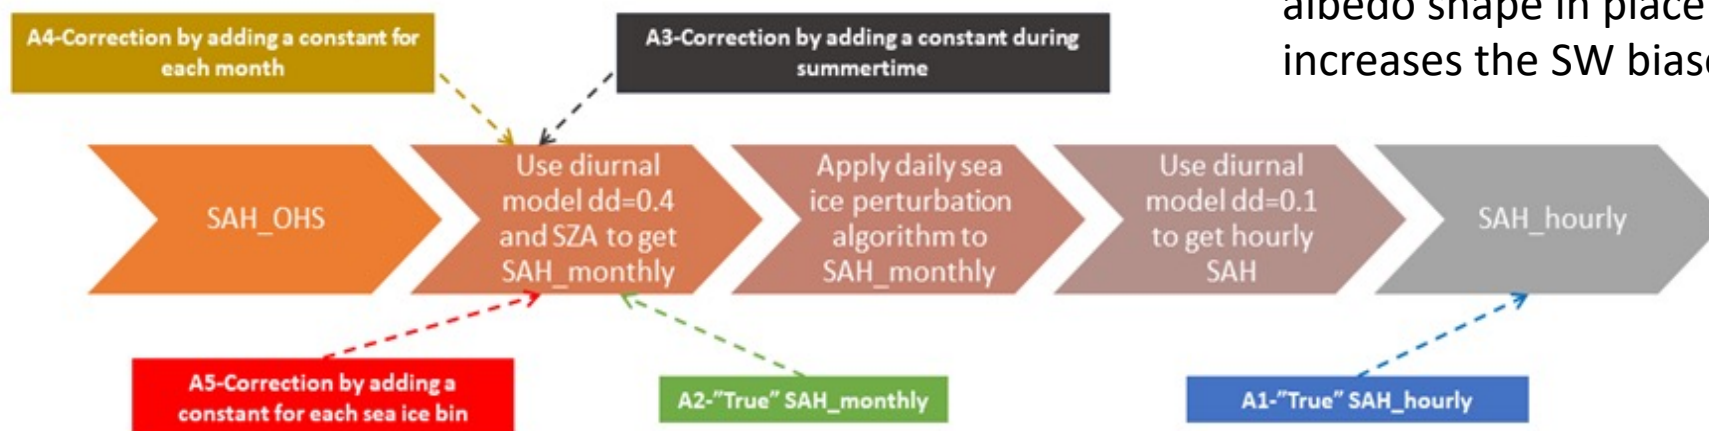 albedo shape in place
increases the SW biase
A4-Correction by adding a constant for
each month
A3-Correction by adding a constant during
summertime
SAH_OHS
Use diurnal
model dd=0.4
and SZA to get
SAH_monthly
Apply daily sea
ice perturbation
algorithm to
SAH_monthly
Use diurnal
model dd=0.1
to get hourly
SAH
SAH_hourly
A5-Correction by adding a
constant for each sea ice bin
A2-"True" SAH_monthly
A1-"True" SAH_hourly